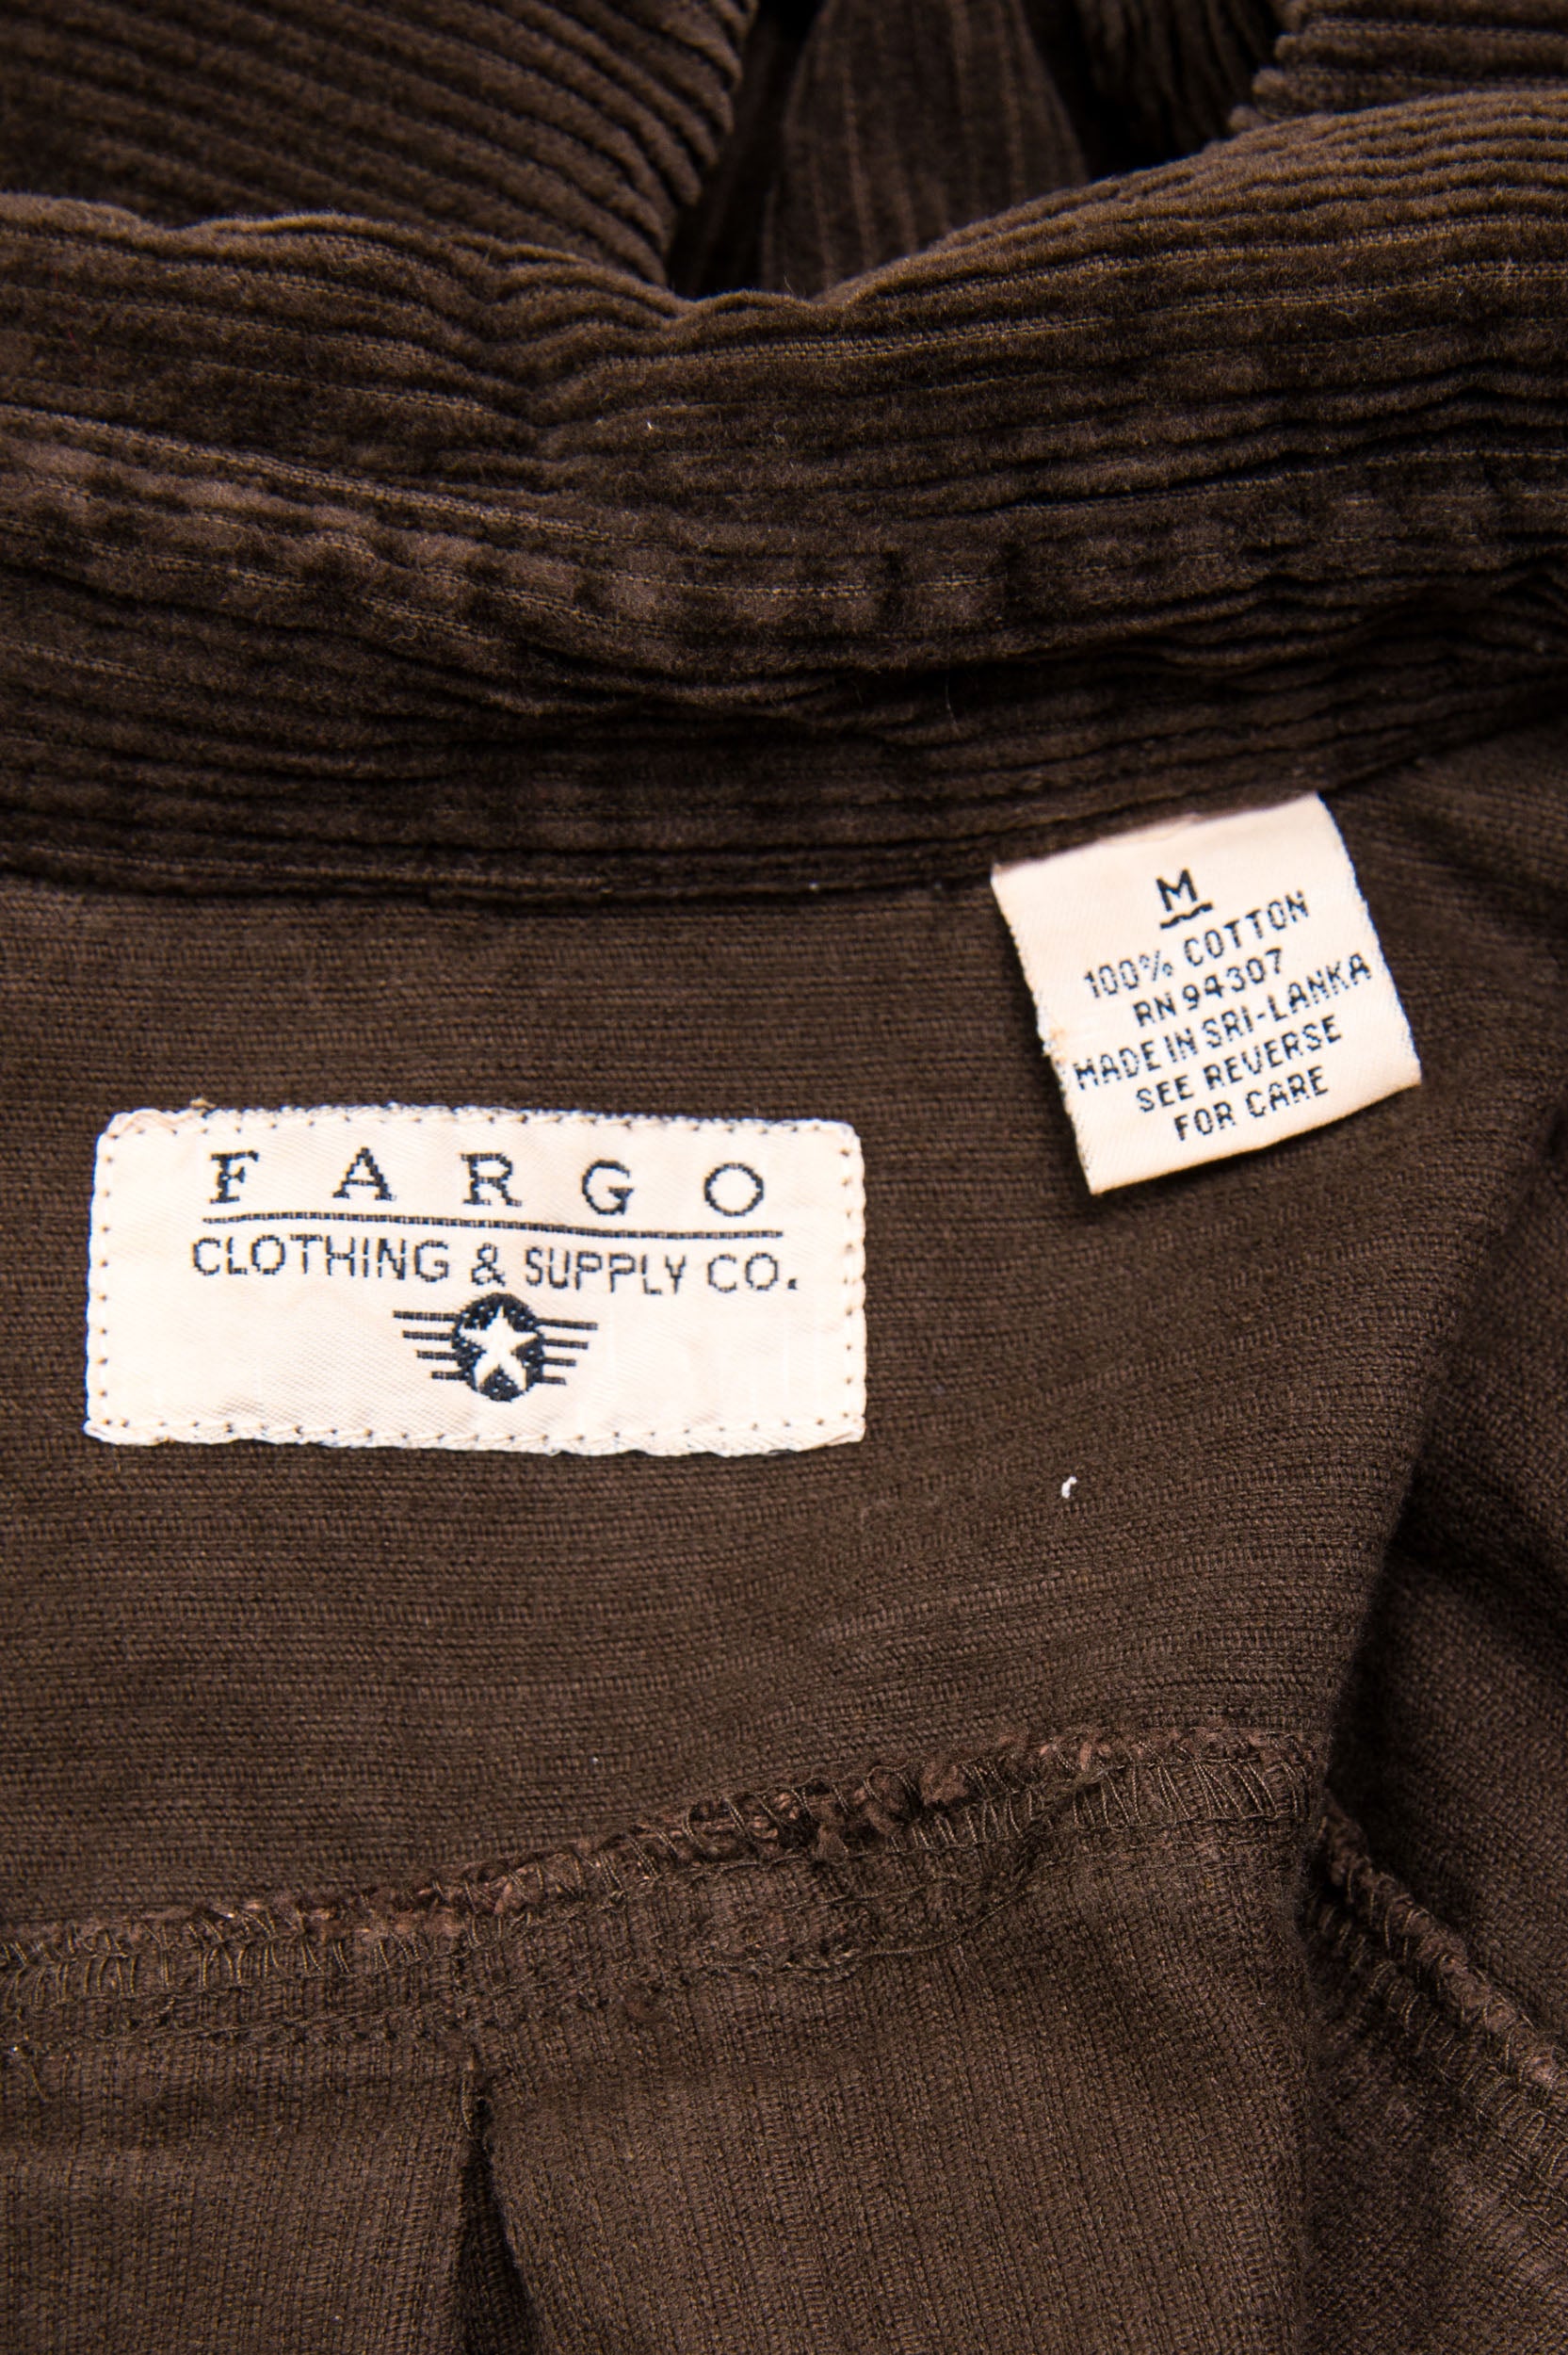 M
100% COTTON
RN 94307
MADE IN SRI-LANKA
SEE REVERSE
FOR CARE
FARGO
CLOTHING & SUPPLY CO.